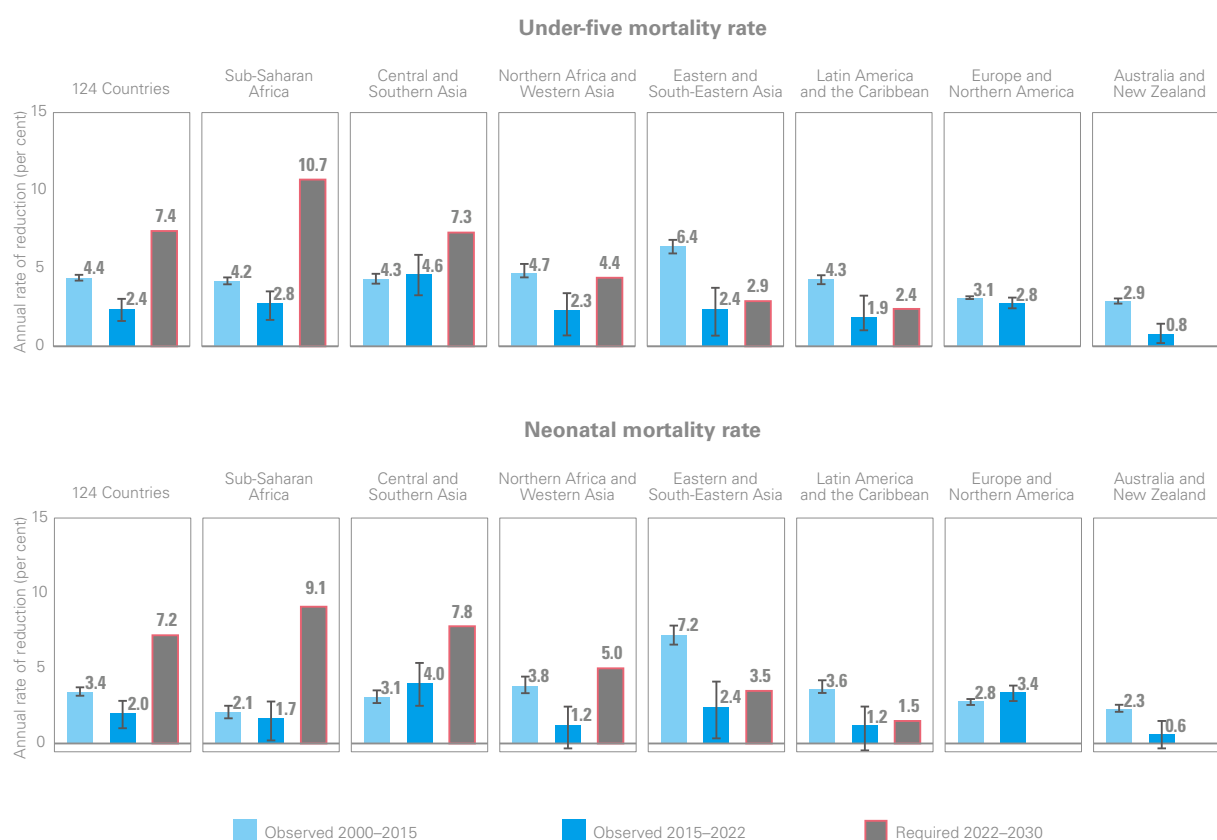 Under-five mortality rate
124 Countries
Sub-Saharan
Africa
Central and
Southern Asia
Northern Africa and
Western Asia
Eastern and
South-Eastern Asia
Latin America
and the Caribbean
Europe and
Northern America
Australia and
New Zealand
Annual rate of reduction (per cent)
15
10
5
0
4.4
2.4
7.4
4.2
2.8
10.7
4.3
4.6
7.3
4.7
2.3
4.4
6.4
2.4
2.9
4.3
1.9
2.4
3.1
2.8
2.9
0.8
Neonatal mortality rate
124 Countries
Sub-Saharan
Africa
Central and
Southern Asia
Northern Africa and
Western Asia
Eastern and
South-Eastern Asia
Latin America
and the Caribbean
Europe and
Northern America
Australia and
New Zealand
Annual rate of reduction (per cent)
15
10
5
0
3.4
2.0
7.2
2.1
1.7
9.1
3.1
4.0
7.8
3.8
1.2
5.0
7.2
2.4
3.5
3.6
1.2
1.5
2.8
3.4
2.3
0.6
Observed 2000–2015
Observed 2015–2022
Required 2022–2030